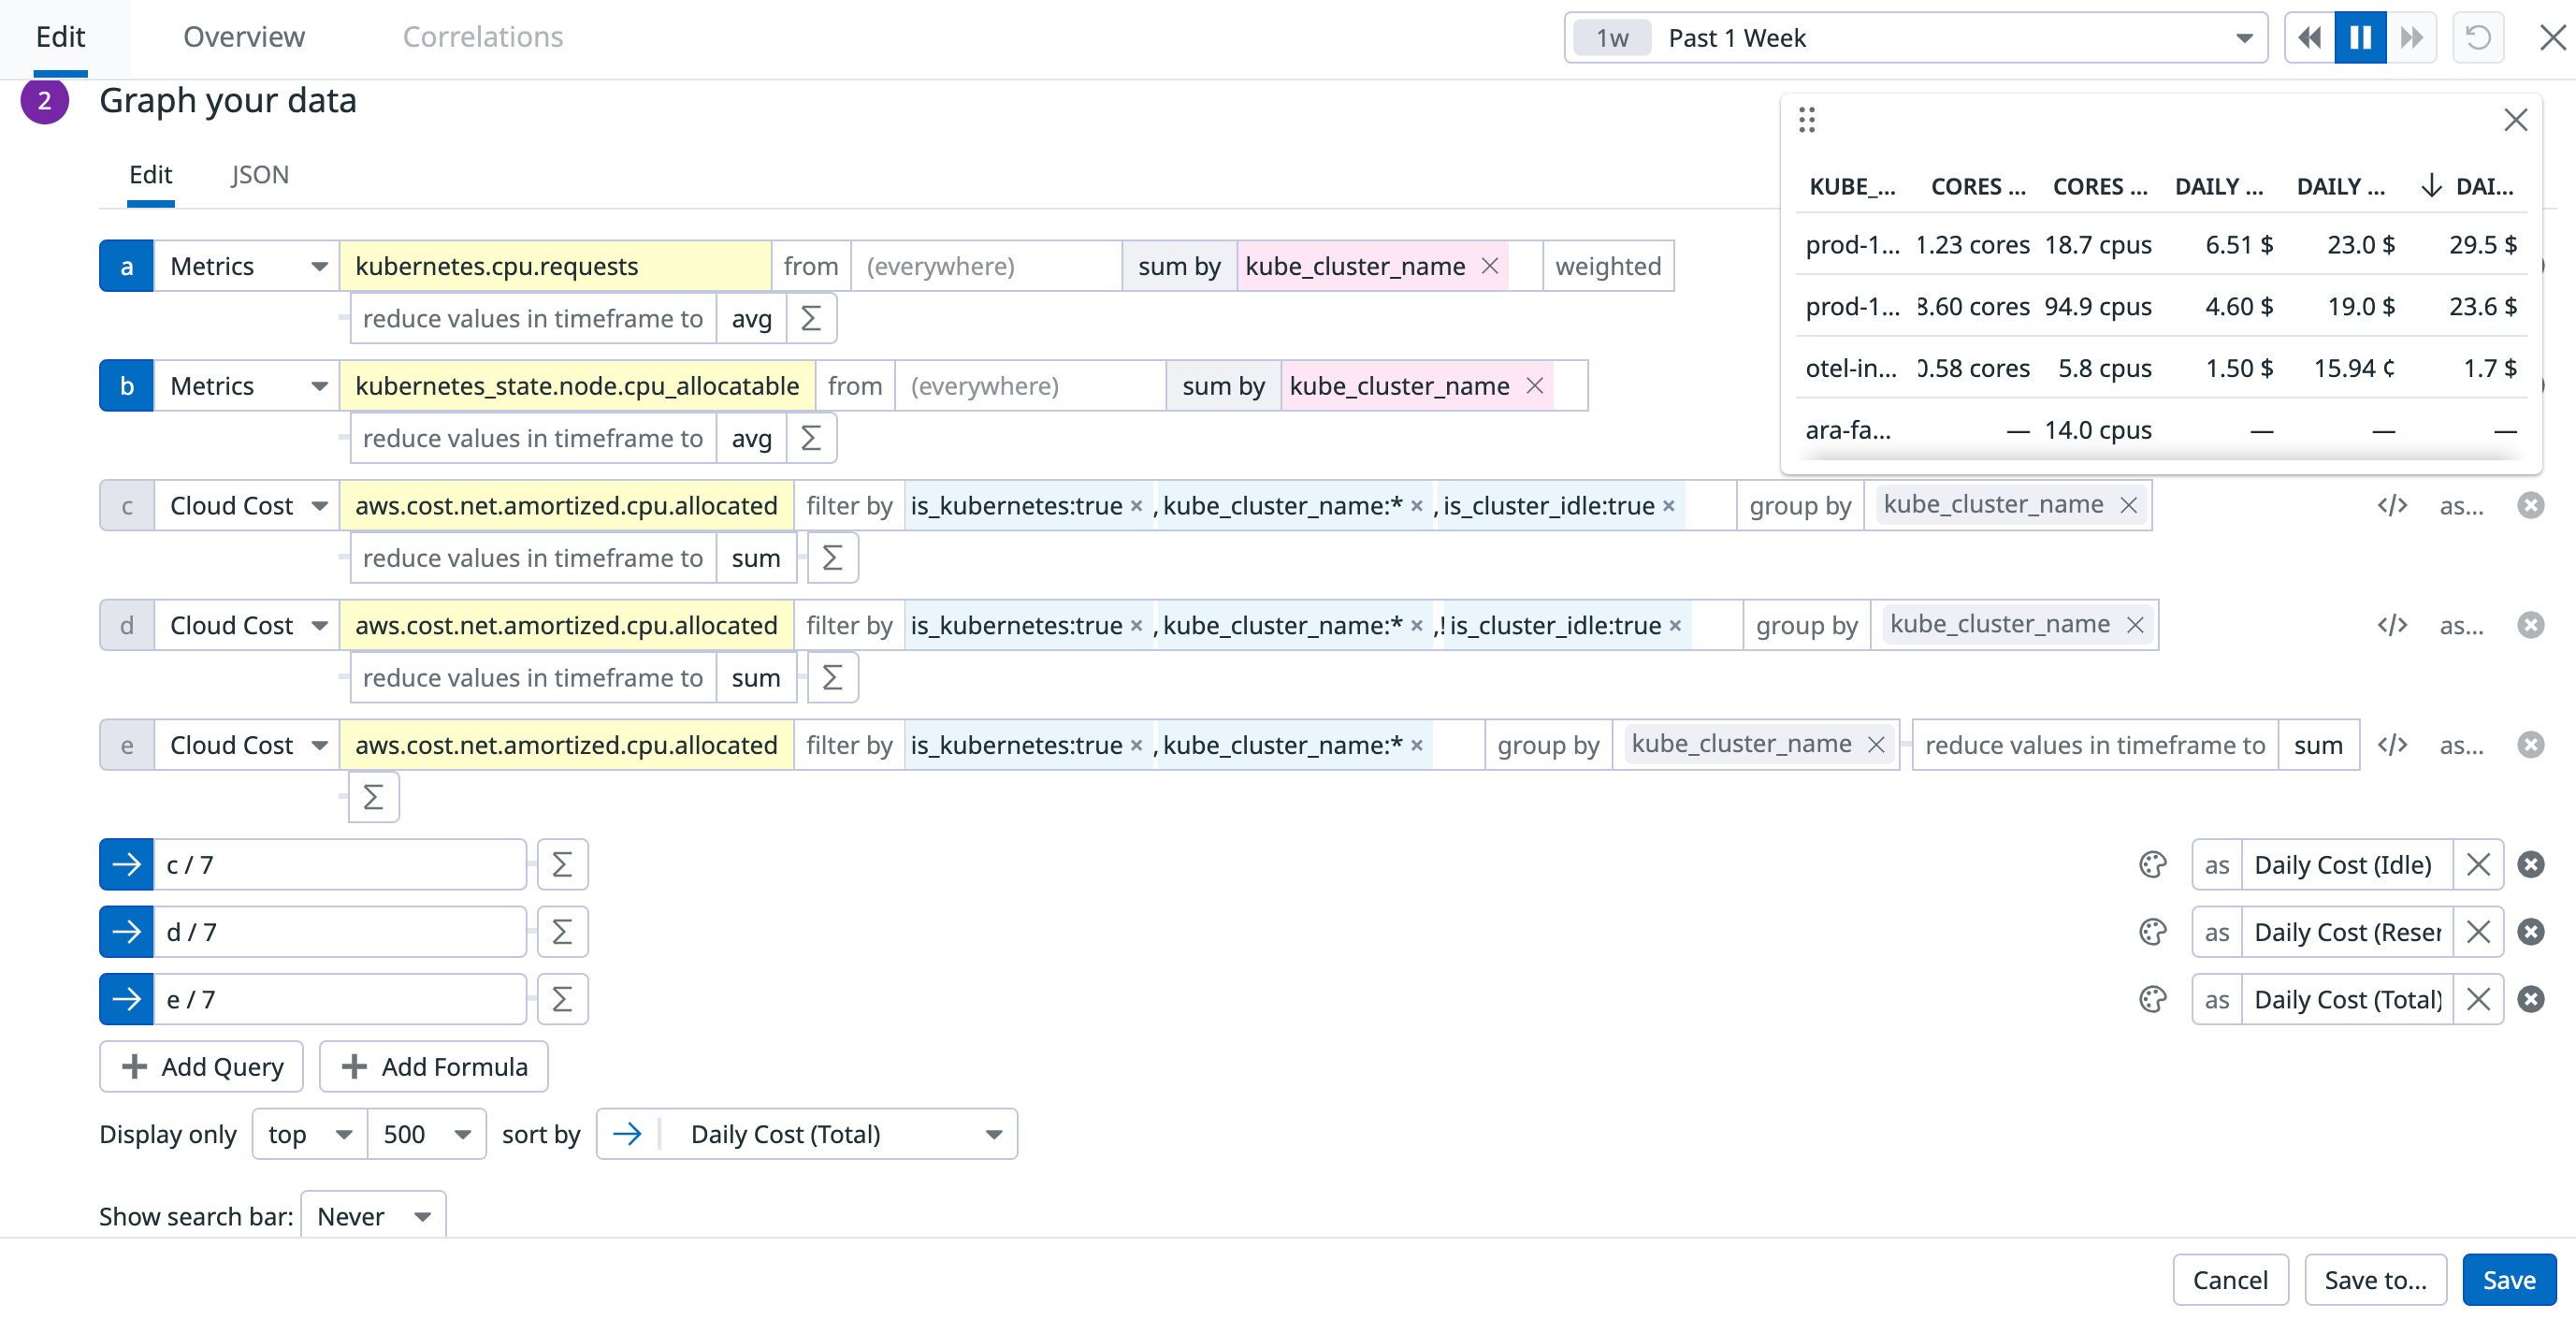 Edit Overview Correlations 1w Past 1 Week
2 Graph your data
Edit JSON
KUBE_... CORES ... CORES ... DAILY ... DAILY ... DAI...
prod-1... 1.23 cores 18.7 cpus 6.51 $ 23.0 $ 29.5 $
prod-1... 3.60 cores 94.9 cpus 4.60 $ 19.0 $ 23.6 $
otel-in... 0.58 cores 5.8 cpus 1.50 $ 15.94 ¢ 1.7 $
ara-fa... — 14.0 cpus — — —
a Metrics kubernetes.cpu.requests from (everywhere) sum by kube_cluster_name weighted
reduce values in timeframe to avg Σ
b Metrics kubernetes_state.node.cpu_allocatable from (everywhere) sum by kube_cluster_name
reduce values in timeframe to avg Σ
c Cloud Cost aws.cost.net.amortized.cpu.allocated filter by is_kubernetes:true × , kube_cluster_name:* × , is_cluster_idle:true × group by kube_cluster_name </> as...
reduce values in timeframe to sum Σ
d Cloud Cost aws.cost.net.amortized.cpu.allocated filter by is_kubernetes:true × , kube_cluster_name:* × ,! is_cluster_idle:true × group by kube_cluster_name </> as...
reduce values in timeframe to sum Σ
e Cloud Cost aws.cost.net.amortized.cpu.allocated filter by is_kubernetes:true × , kube_cluster_name:* × group by kube_cluster_name reduce values in timeframe to sum </> as...
Σ
c / 7 Σ as Daily Cost (Idle)
d / 7 Σ as Daily Cost (Reser
e / 7 Σ as Daily Cost (Total)
+ Add Query + Add Formula
Display only top 500 sort by Daily Cost (Total)
Show search bar: Never
Cancel Save to... Save